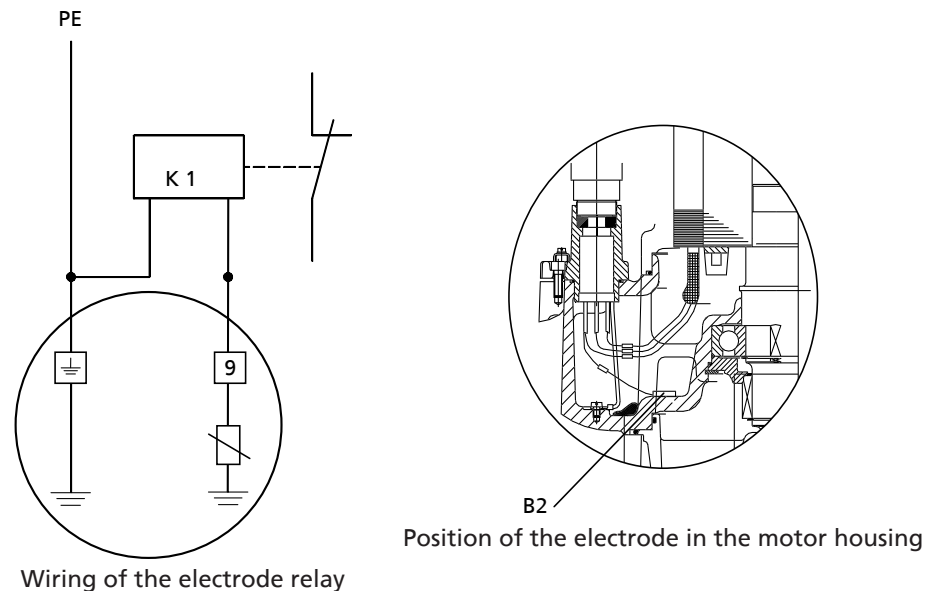 PE
K 1
9
B2
Position of the electrode in the motor housing
Wiring of the electrode relay